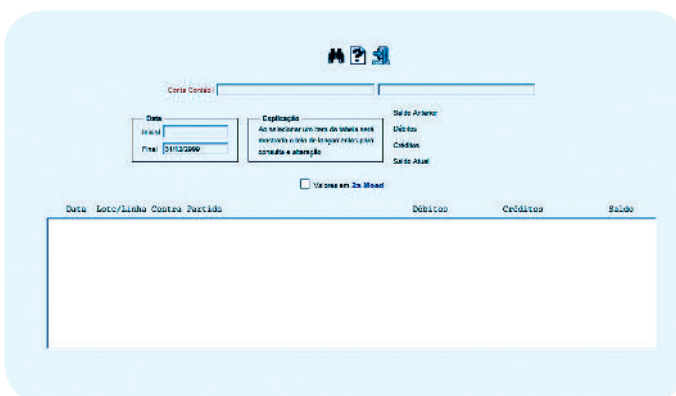 Conta Contábil
Data
Inicial
Final 31/12/2999
Explicação
Ao selecionar um item da tabela será
mostrada a tela de lançamentos para
consulta e alteração
Saldo Anterior
Débitos
Créditos
Saldo Atual
Valores em 2a Moed
Data Lote/Linha Contra Partida Débitos Créditos Saldo